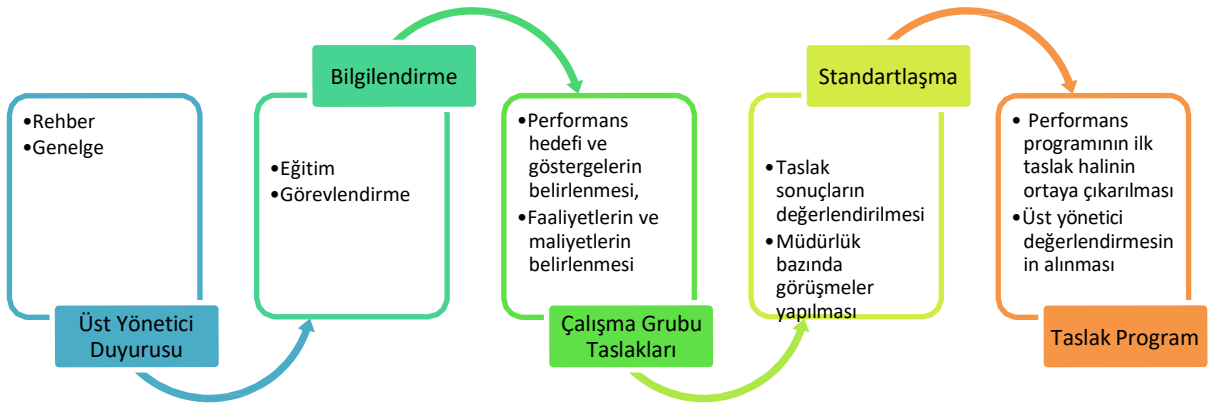 •Rehber
•Genelge
Üst Yönetici
Duyurusu
Bilgilendirme
•Eğitim
•Görevlendirme
•Performans
hedefi ve
göstergelerin
belirlenmesi,
•Faaliyetlerin ve
maliyetlerin
belirlenmesi
Çalışma Grubu
Taslakları
Standartlaşma
•Taslak
sonuçların
değerlendirilmesi
•Müdürlük
bazında
görüşmeler
yapılması
• Performans
programının ilk
taslak halinin
ortaya çıkarılması
•Üst yönetici
değerlendirmesin
in alınması
Taslak Program